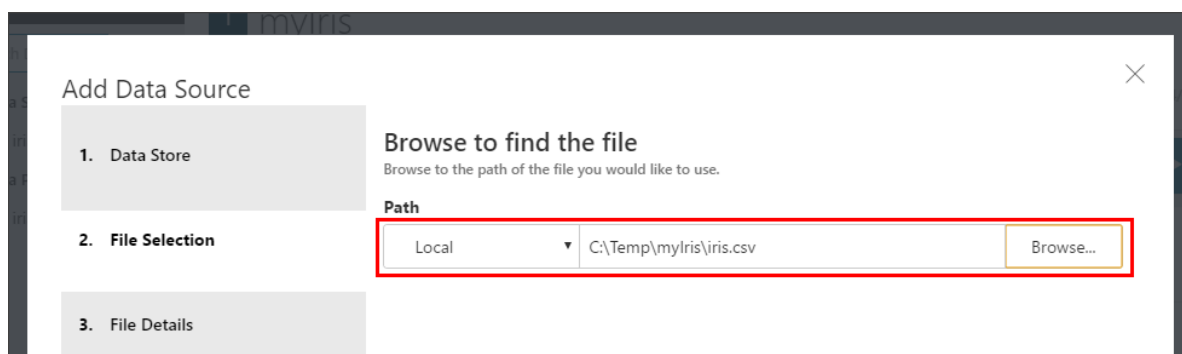 myIris
Add Data Source
1. Data Store
2. File Selection
3. File Details
Browse to find the file
Browse to the path of the file you would like to use.
Path
Local C:\Temp\myIris\iris.csv Browse...